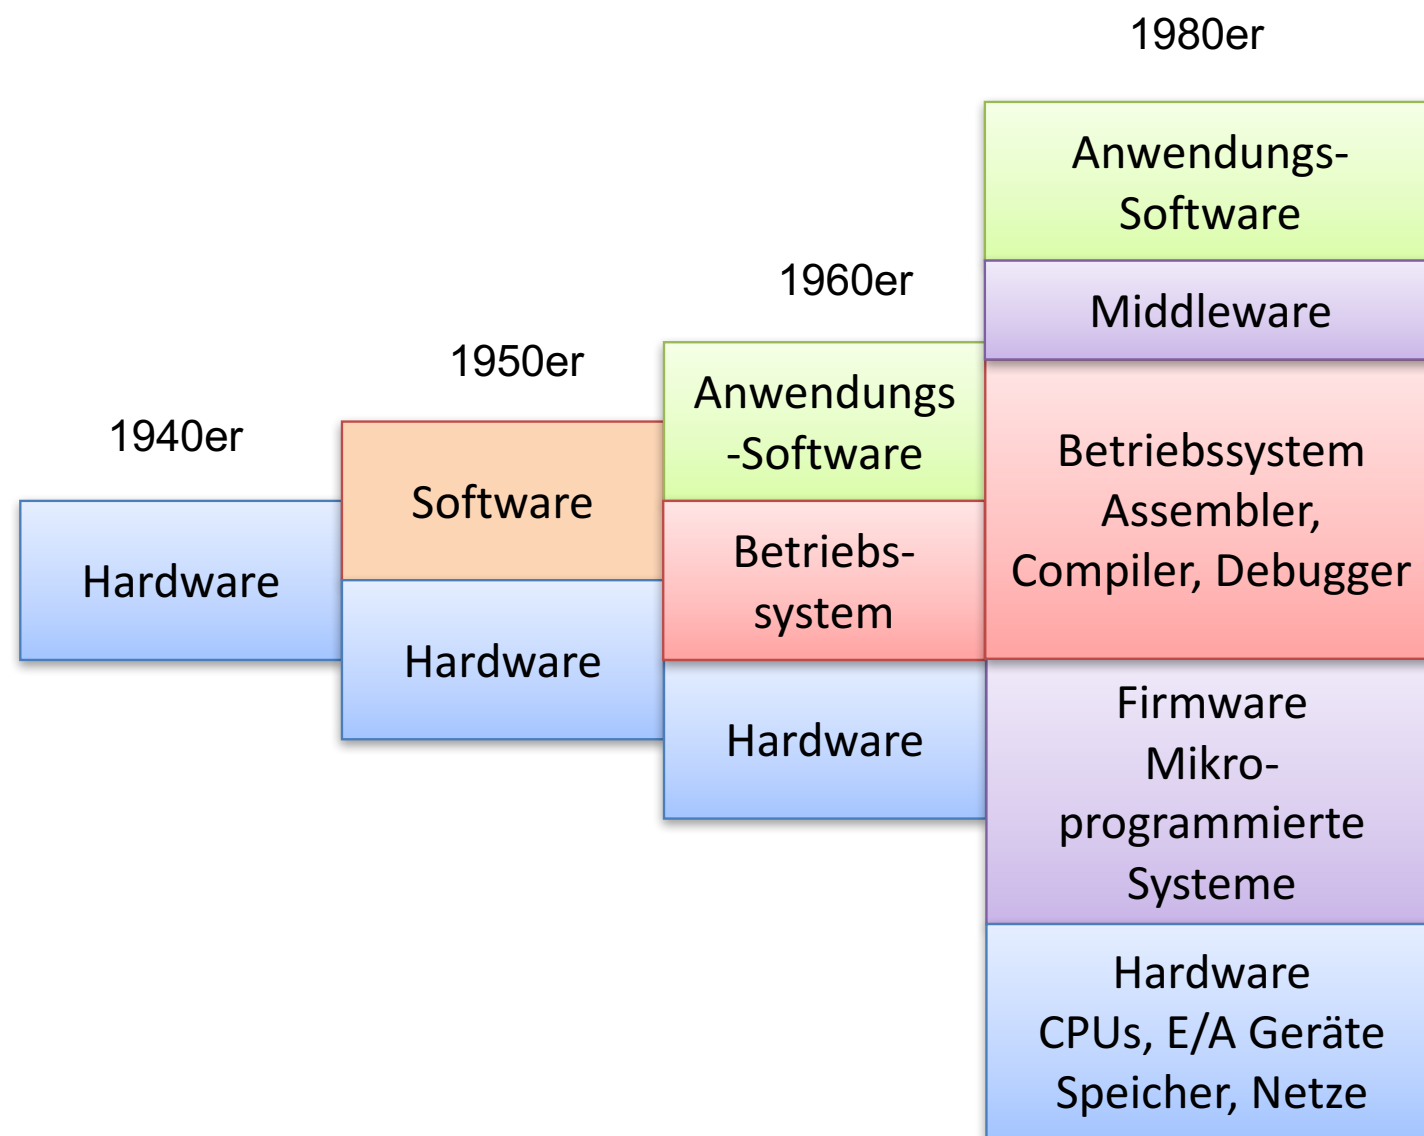 1940er
Hardware
1950er
Software
Hardware
1960er
Anwendungs
-Software
Betriebs-
system
Hardware
1980er
Anwendungs-
Software
Middleware
Betriebssystem
Assembler,
Compiler, Debugger
Firmware
Mikro-
programmierte
Systeme
Hardware
CPUs, E/A Geräte
Speicher, Netze